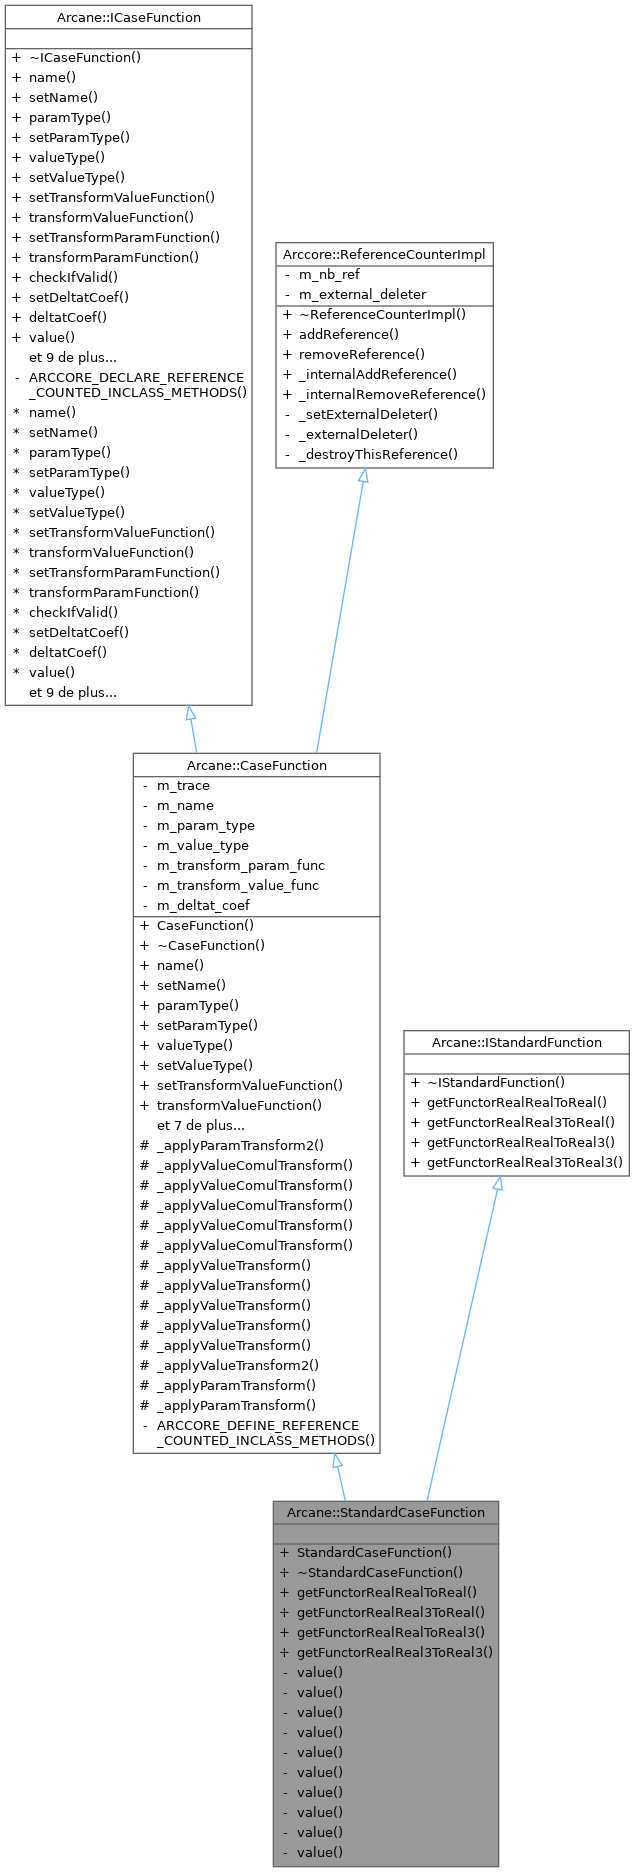 Arcane::ICaseFunction
+ ~ICaseFunction()
+ name()
+ setName()
+ paramType()
+ setParamType()
+ valueType()
+ setValueType()
+ setTransformValueFunction()
+ transformValueFunction()
+ setTransformParamFunction()
+ transformParamFunction()
+ checkIfValid()
+ setDeltatCoef()
+ deltatCoef()
+ value()
et 9 de plus...
- ARCCORE_DECLARE_REFERENCE
_COUNTED_INCLASS_METHODS()
* name()
* setName()
* paramType()
* setParamType()
* valueType()
* setValueType()
* setTransformValueFunction()
* transformValueFunction()
* setTransformParamFunction()
* transformParamFunction()
* checkIfValid()
* setDeltatCoef()
* deltatCoef()
* value()
et 9 de plus...
Arccore::ReferenceCounterImpl
- m_nb_ref
- m_external_deleter
+ ~ReferenceCounterImpl()
+ addReference()
+ removeReference()
+ _internalAddReference()
+ _internalRemoveReference()
- _setExternalDeleter()
- _externalDeleter()
- _destroyThisReference()
Arcane::CaseFunction
- m_trace
- m_name
- m_param_type
- m_value_type
- m_transform_param_func
- m_transform_value_func
- m_deltat_coef
+ CaseFunction()
+ ~CaseFunction()
+ name()
+ setName()
+ paramType()
+ setParamType()
+ valueType()
+ setValueType()
+ setTransformValueFunction()
+ transformValueFunction()
et 7 de plus...
# _applyParamTransform2()
# _applyValueComulTransform()
# _applyValueComulTransform()
# _applyValueComulTransform()
# _applyValueComulTransform()
# _applyValueComulTransform()
# _applyValueTransform()
# _applyValueTransform()
# _applyValueTransform()
# _applyValueTransform()
# _applyValueTransform()
# _applyValueTransform2()
# _applyParamTransform()
# _applyParamTransform()
- ARCCORE_DEFINE_REFERENCE
_COUNTED_INCLASS_METHODS()
Arcane::IStandardFunction
+ ~IStandardFunction()
+ getFunctorRealRealToReal()
+ getFunctorRealReal3ToReal()
+ getFunctorRealRealToReal3()
+ getFunctorRealReal3ToReal3()
Arcane::StandardCaseFunction
+ StandardCaseFunction()
+ ~StandardCaseFunction()
+ getFunctorRealRealToReal()
+ getFunctorRealReal3ToReal()
+ getFunctorRealRealToReal3()
+ getFunctorRealReal3ToReal3()
- value()
- value()
- value()
- value()
- value()
- value()
- value()
- value()
- value()
- value()